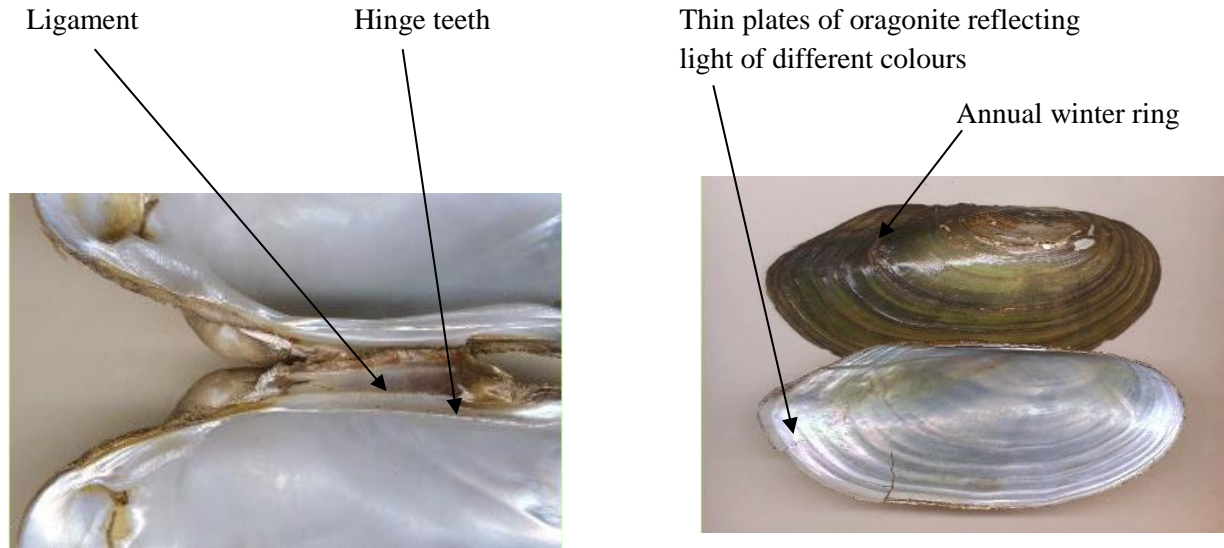 Ligament
Hinge teeth
Thin plates of oragonite reflecting
light of different colours
Annual winter ring